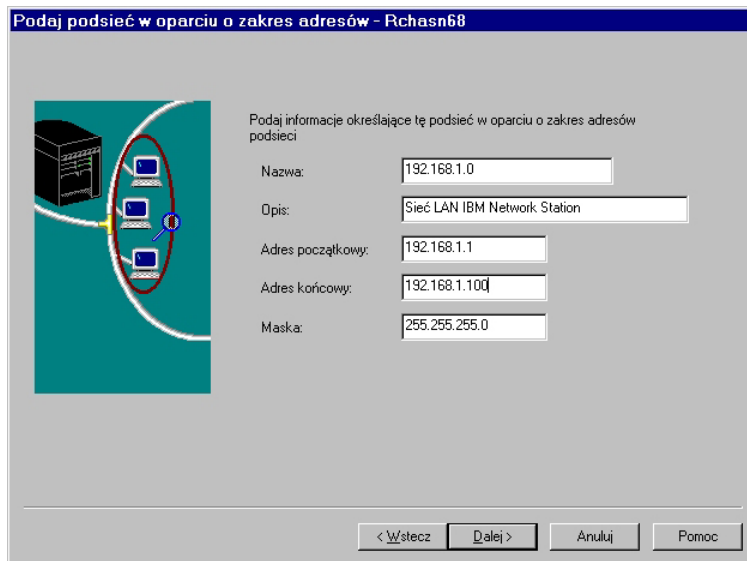 Podaj podsieć w oparciu o zakres adresów - Rchasn68
Podaj informacje określające tę podsieć w oparciu o zakres adresów
podsieci
Nazwa: 192.168.1.0
Opis: Sieć LAN IBM Network Station
Adres początkowy: 192.168.1.1
Adres końcowy: 192.168.1.100
Maska: 255.255.255.0
< Wstecz Dalej > Anuluj Pomoc